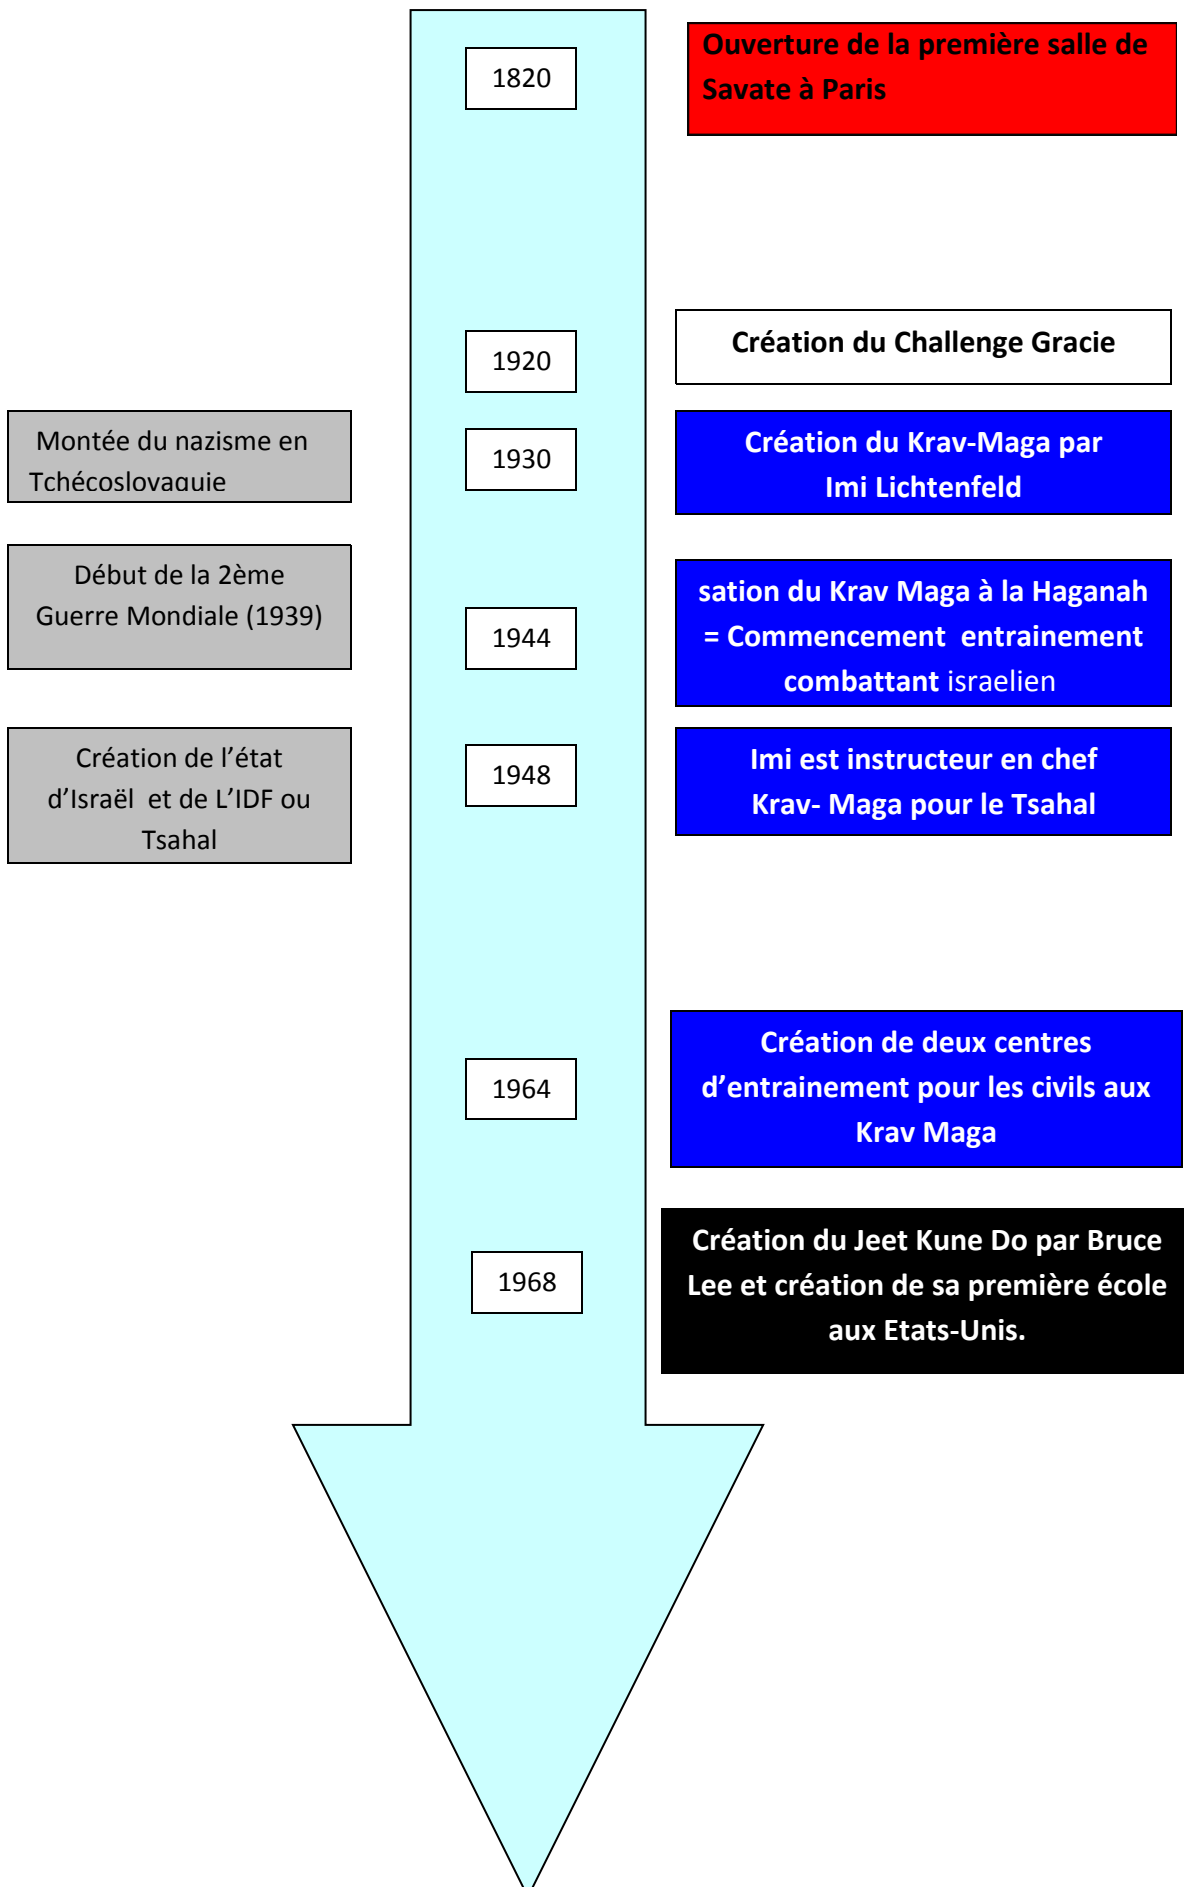 1820
Ouverture de la première salle de
Savate à Paris
1920
Création du Challenge Gracie
Montée du nazisme en
Tchécoslovaquie
1930
Création du Krav-Maga par
Imi Lichtenfeld
Début de la 2ème
Guerre Mondiale (1939)
1944
sation du Krav Maga à la Haganah
= Commencement entrainement
combattant israelien
Création de l’état
d’Israël et de L’IDF ou
Tsahal
1948
Imi est instructeur en chef
Krav- Maga pour le Tsahal
1964
Création de deux centres
d’entrainement pour les civils aux
Krav Maga
1968
Création du Jeet Kune Do par Bruce
Lee et création de sa première école
aux Etats-Unis.